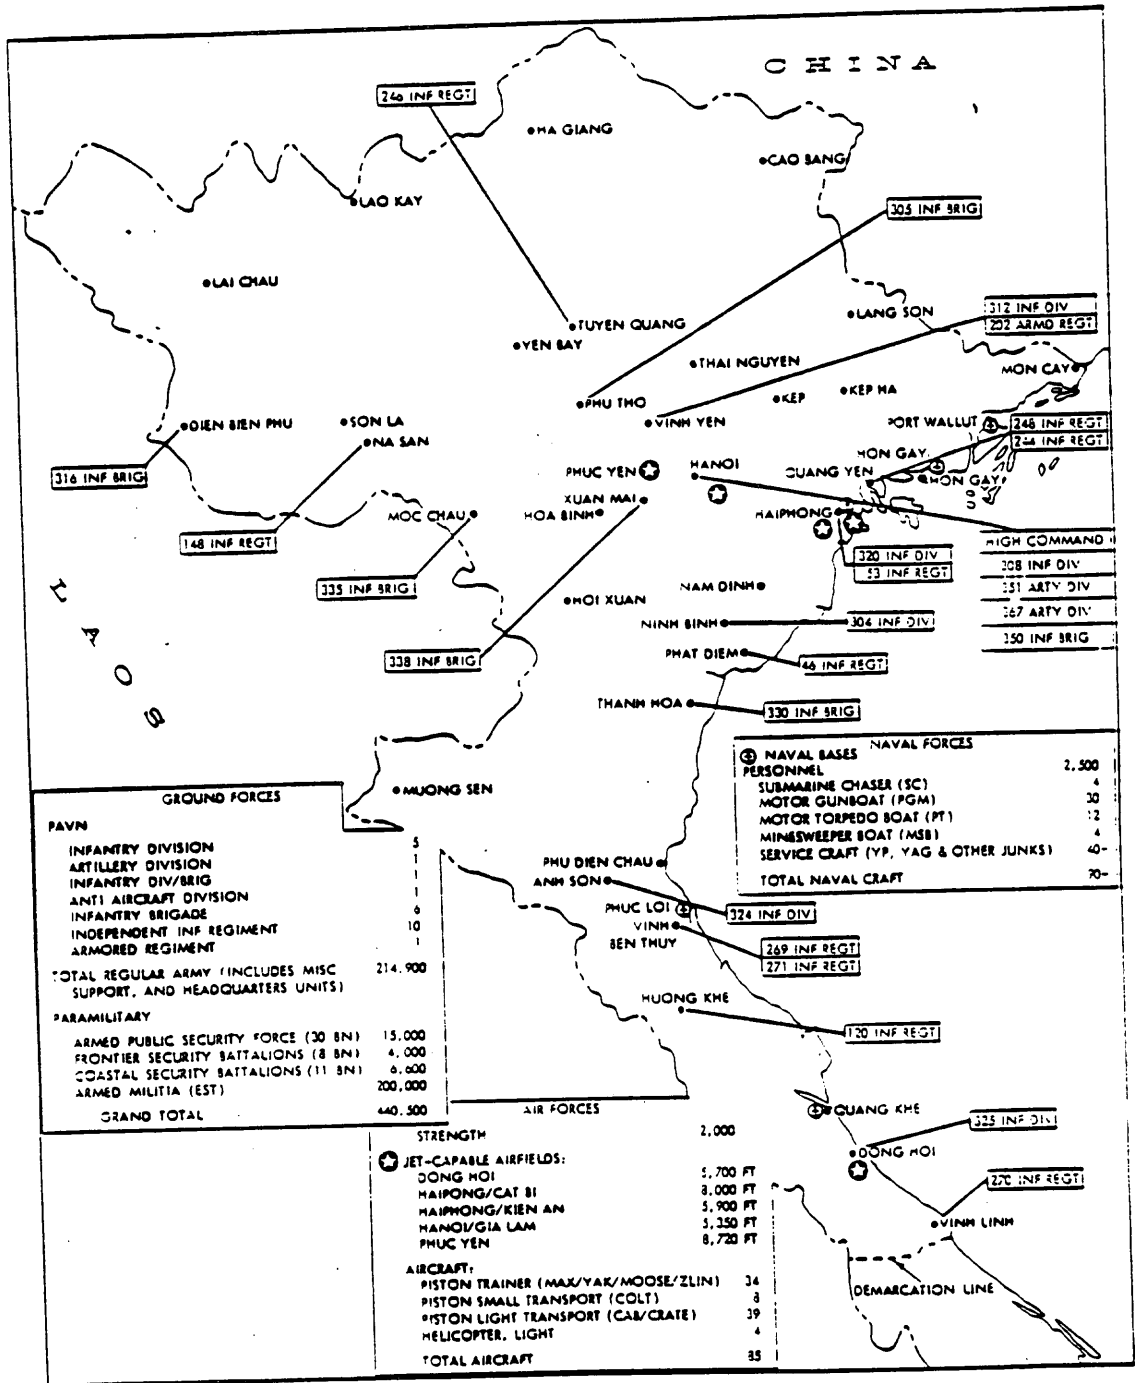 CHINA
246 INF REGT
HA GIANG
CAO BANG
LAO KAY
305 INF BRIG
LAI CHAU
LANG SON
312 INF DIV
202 ARMD REGT
TUYEN QUANG
YEN BAY
THAI NGUYEN
MON CAY
KEP
KEP HA
PHU THO
VINH YEN
DIEN BIEN PHU
SON LA
NA SAN
PORT WALLUT
248 INF REGT
244 INF REGT
HON GAY
316 INF BRIG
PHUC YEN
HANOI
QUANG YEN
HON GAY
XUAN MAI
HOA BINH
MOC CHAU
HAIPHONG
148 INF REGT
HIGH COMMAND
320 INF DIV
53 INF REGT
308 INF DIV
351 ARTY DIV
367 ARTY DIV
350 INF BRIG
335 INF BRIG
NAM DINH
HOI XUAN
LAOS
NINH BINH
304 INF DIV
338 INF BRIG
PHAT DIEM
46 INF REGT
THANH HOA
330 INF BRIG
NAVAL FORCES
NAVAL BASES
PERSONNEL 2,500
SUBMARINE CHASER (SC) 4
MOTOR GUNBOAT (PGM) 30
MOTOR TORPEDO BOAT (PT) 12
MINESWEEPER BOAT (MSB) 4
SERVICE CRAFT (YP, YAG & OTHER JUNKS) 40-
TOTAL NAVAL CRAFT 70-
MUONG SEN
GROUND FORCES
PAVN
INFANTRY DIVISION 5
ARTILLERY DIVISION 1
INFANTRY DIV/BRIG 1
ANTI AIRCRAFT DIVISION 1
INFANTRY BRIGADE 6
INDEPENDENT INF REGIMENT 10
ARMORED REGIMENT 1
TOTAL REGULAR ARMY (INCLUDES MISC 214,900
SUPPORT, AND HEADQUARTERS UNITS)
PARAMILITARY
ARMED PUBLIC SECURITY FORCE (30 BN) 15,000
FRONTIER SECURITY BATTALIONS (8 BN) 4,000
COASTAL SECURITY BATTALIONS (11 BN) 6,600
ARMED MILITIA (EST) 200,000
GRAND TOTAL 440,500
PHU DIEN CHAU
ANH SON
324 INF DIV
PHUC LOI
VINH
BEN THUY
269 INF REGT
271 INF REGT
HUONG KHE
120 INF REGT
QUANG KHE
325 INF DIV
DONG HOI
270 INF REGT
VINH LINH
DEMARCATION LINE
AIR FORCES
STRENGTH 2,000
JET-CAPABLE AIRFIELDS:
DONG HOI 5,700 FT
HAIPONG/CAT BI 8,000 FT
HAIPHONG/KIEN AN 5,900 FT
HANOI/GIA LAM 5,350 FT
PHUC YEN 8,720 FT
AIRCRAFT:
PISTON TRAINER (MAX/YAK/MOOSE/ZLIN) 34
PISTON SMALL TRANSPORT (COLT) 8
PISTON LIGHT TRANSPORT (CAB/CRATE) 39
HELICOPTER, LIGHT 4
TOTAL AIRCRAFT 85